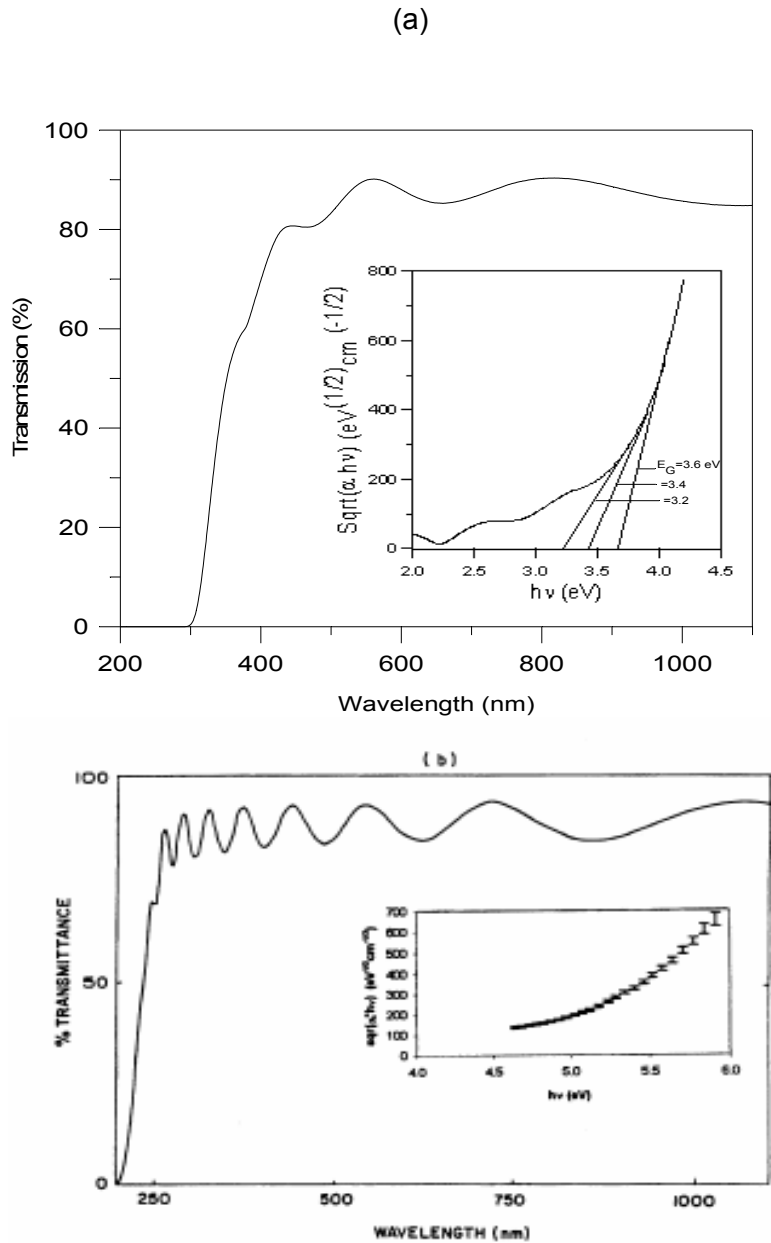 (a)
100
80
60
40
20
0
Transmission (%)
200 400 600 800 1000
Wavelength (nm)
800
600
400
200
0
Sqrt(α hν) (eV(1/2) cm (-1/2)
E_G=3.6 eV
=3.4
=3.2
2.0 2.5 3.0 3.5 4.0 4.5
hν (eV)
(b)
100
50
0
% TRANSMITTANCE
250 500 750 1000
WAVELENGTH (nm)
700
600
500
400
300
200
100
0
4.0 4.5 5.0 5.5 6.0
hν (eV)